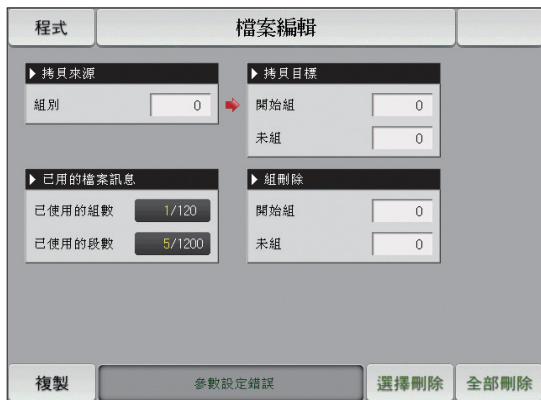 程式
檔案編輯
▶ 拷貝來源
組別 0
▶ 拷貝目標
開始組 0
未組 0
▶ 已用的檔案訊息
已使用的組數 1/120
已使用的段數 5/1200
▶ 組刪除
開始組 0
未組 0
複製
參數設定錯誤
選擇刪除
全部刪除